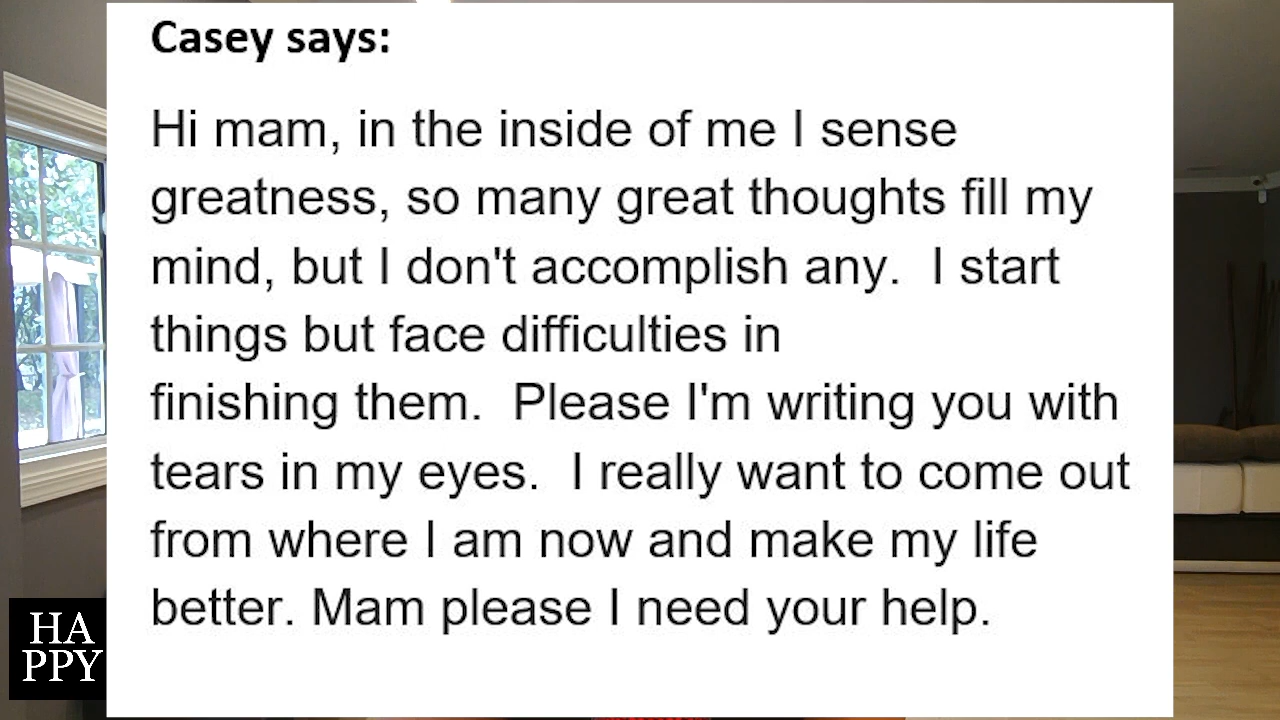 Casey says:
Hi mam, in the inside of me I sense
greatness, so many great thoughts fill my
mind, but I don't accomplish any.  I start
things but face difficulties in
finishing them.  Please I'm writing you with
tears in my eyes.  I really want to come out
from where I am now and make my life
better. Mam please I need your help.
HA
PPY